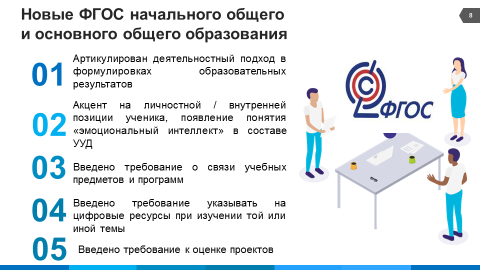 Новые ФГОС начального общего
и основного общего образования
8
01
Артикулирован деятельностный подход в
формулировках образовательных
результатов
02
Акцент на личностной / внутренней
позиции ученика, появление понятия
«эмоциональный интеллект» в составе
УУД
03
Введено требование о связи учебных
предметов и программ
04
Введено требование указывать на
цифровые ресурсы при изучении той или
иной темы
05
Введено требование к оценке проектов
ФГОС